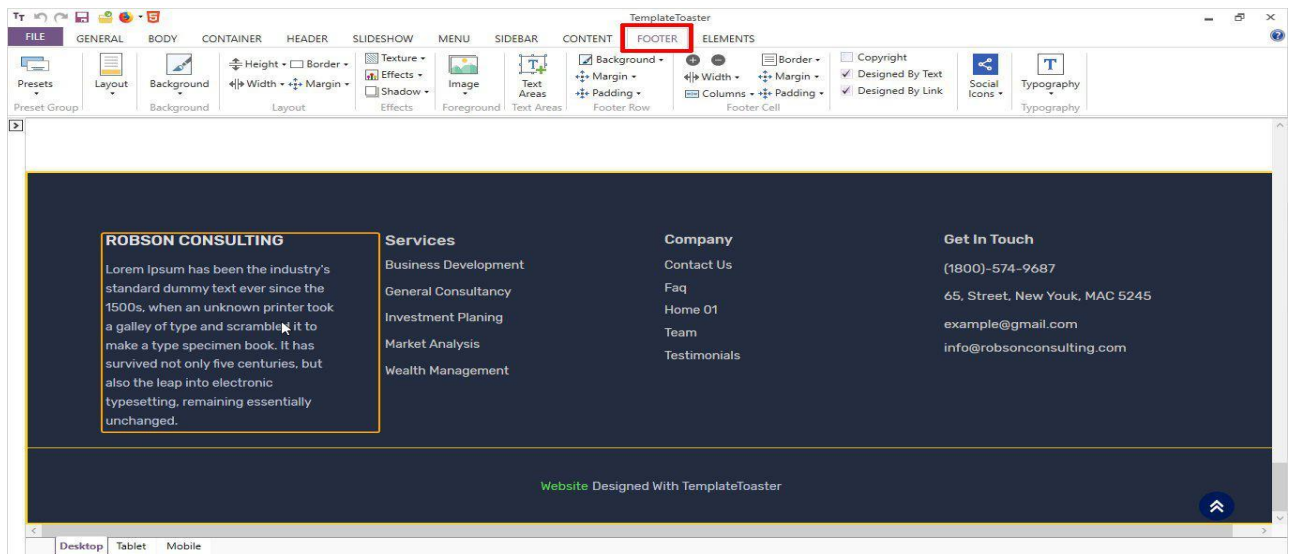 TemplateToaster
FILE GENERAL BODY CONTAINER HEADER SLIDESHOW MENU SIDEBAR CONTENT FOOTER ELEMENTS
Presets
Preset Group
Layout
Background
Background
Height Border
Width Margin
Layout
Texture
Effects
Shadow
Effects
Image
Foreground
Text
Areas
Text Areas
Background
Margin
Padding
Footer Row
Border
Width Margin
Columns Padding
Footer Cell
Copyright
Designed By Text
Designed By Link
Social
Icons
Typography
Typography
ROBSON CONSULTING
Lorem Ipsum has been the industry's
standard dummy text ever since the
1500s, when an unknown printer took
a galley of type and scrambled it to
make a type specimen book. It has
survived not only five centuries, but
also the leap into electronic
typesetting, remaining essentially
unchanged.
Services
Business Development
General Consultancy
Investment Planing
Market Analysis
Wealth Management
Company
Contact Us
Faq
Home 01
Team
Testimonials
Get In Touch
(1800)-574-9687
65, Street, New Youk, MAC 5245
example@gmail.com
info@robsonconsulting.com
Website Designed With TemplateToaster
Desktop Tablet Mobile